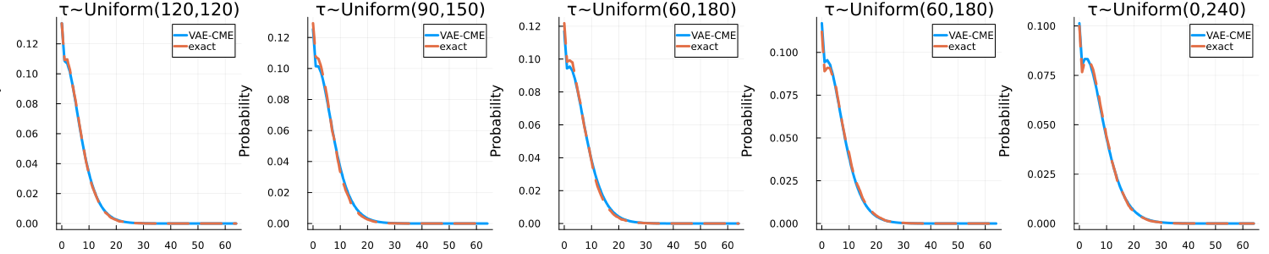 τ~Uniform(120,120)
VAE-CME
exact
0.12
0.10
0.08
0.06
0.04
0.02
0.00
0 10 20 30 40 50 60
τ~Uniform(90,150)
Probability
VAE-CME
exact
0.12
0.10
0.08
0.06
0.04
0.02
0.00
0 10 20 30 40 50 60
τ~Uniform(60,180)
Probability
VAE-CME
exact
0.12
0.10
0.08
0.06
0.04
0.02
0.00
0 10 20 30 40 50 60
τ~Uniform(60,180)
Probability
VAE-CME
exact
0.100
0.075
0.050
0.025
0.000
0 10 20 30 40 50 60
τ~Uniform(0,240)
Probability
VAE-CME
exact
0.100
0.075
0.050
0.025
0.000
0 10 20 30 40 50 60